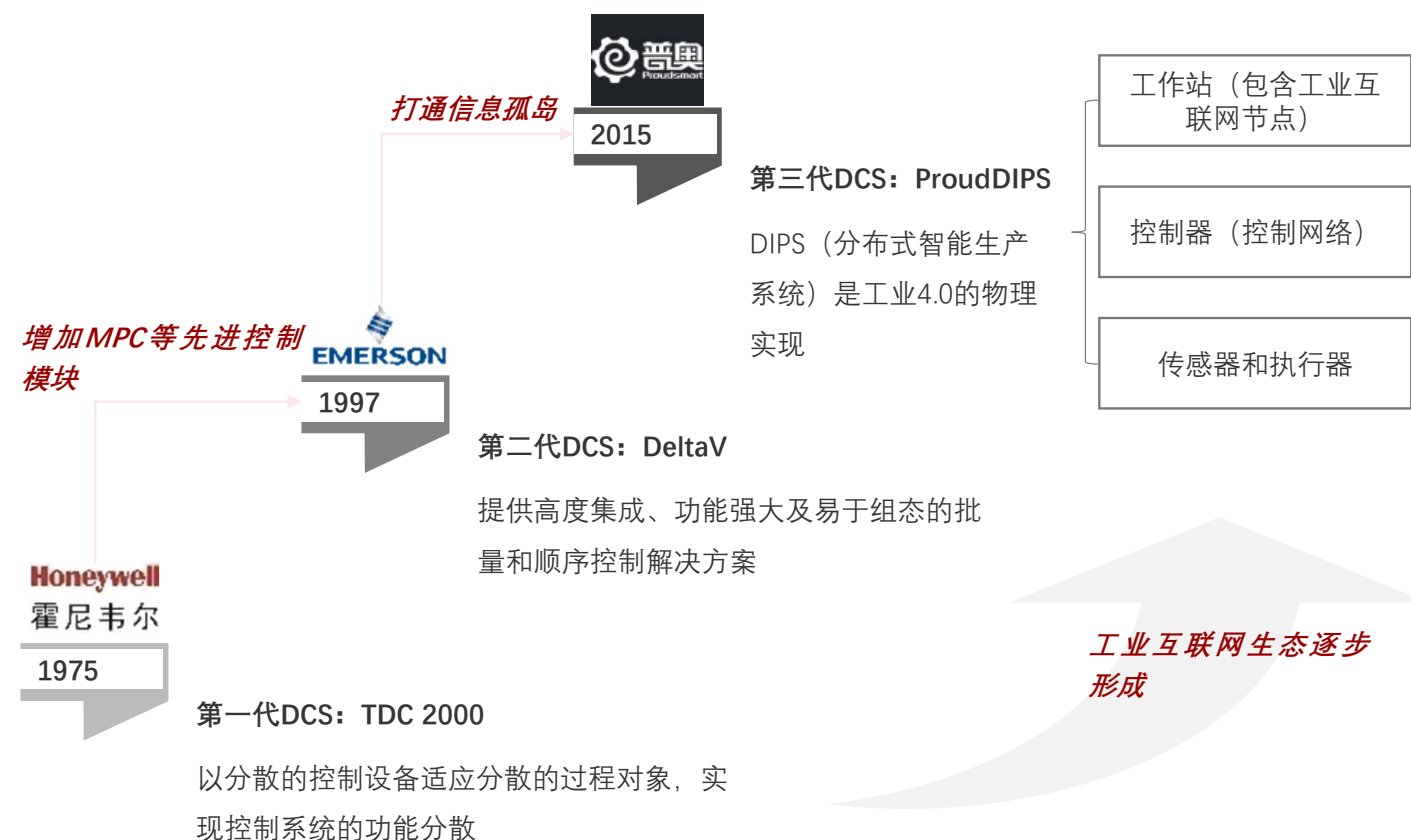 普奥
Proudsmart
打通信息孤岛
2015
第三代DCS：ProudDIPS
DIPS（分布式智能生产
系统）是工业4.0的物理
实现
工作站（包含工业互
联网节点）
控制器（控制网络）
传感器和执行器
增加MPC等先进控制
模块
EMERSON
1997
第二代DCS：DeltaV
提供高度集成、功能强大及易于组态的批
量和顺序控制解决方案
Honeywell
霍尼韦尔
1975
第一代DCS：TDC 2000
以分散的控制设备适应分散的过程对象，实
现控制系统的功能分散
工业互联网生态逐步
形成